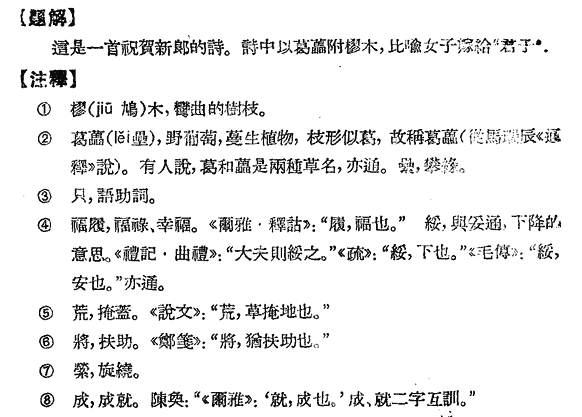 【題解】
這是一首祝賀新郎的詩。詩中以葛藟附樛木,比喻女子嫁給“君子”.
【注釋】
① 樛(jiū 鳩)木,彎曲的樹枝。
② 葛藟(lěi壘),野葡萄,蔓生植物,枝形似葛,故稱葛藟(從馬瑞辰《通
釋》說)。有人說,葛和藟是兩種草名,亦通。纍,攀緣。
③ 只,語助詞。
④ 福履,福祿、幸福。《爾雅·釋詁》:“履,福也。” 綏,與妥通,下降的
意思。《禮記·曲禮》:“大夫則綏之。”《疏》:“綏,下也。”《毛傳》:“綏,
安也。”亦通。
⑤ 荒,掩蓋。《說文》:“荒,草掩地也。”
⑥ 將,扶助。《鄭箋》:“將,猶扶助也。”
⑦ 縈,旋繞。
⑧ 成,成就。陳奐:“《爾雅》:‘就,成也。’成、就二字互訓。”